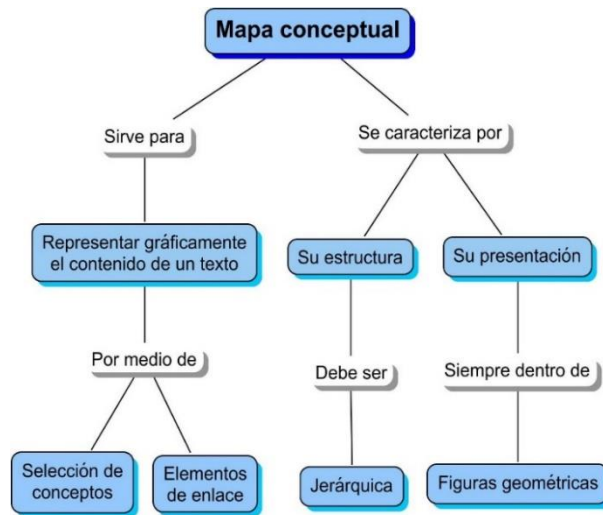 Mapa conceptual
Sirve para
Se caracteriza por
Representar gráficamente
el contenido de un texto
Su estructura
Su presentación
Por medio de
Debe ser
Siempre dentro de
Selección de
conceptos
Elementos
de enlace
Jerárquica
Figuras geométricas